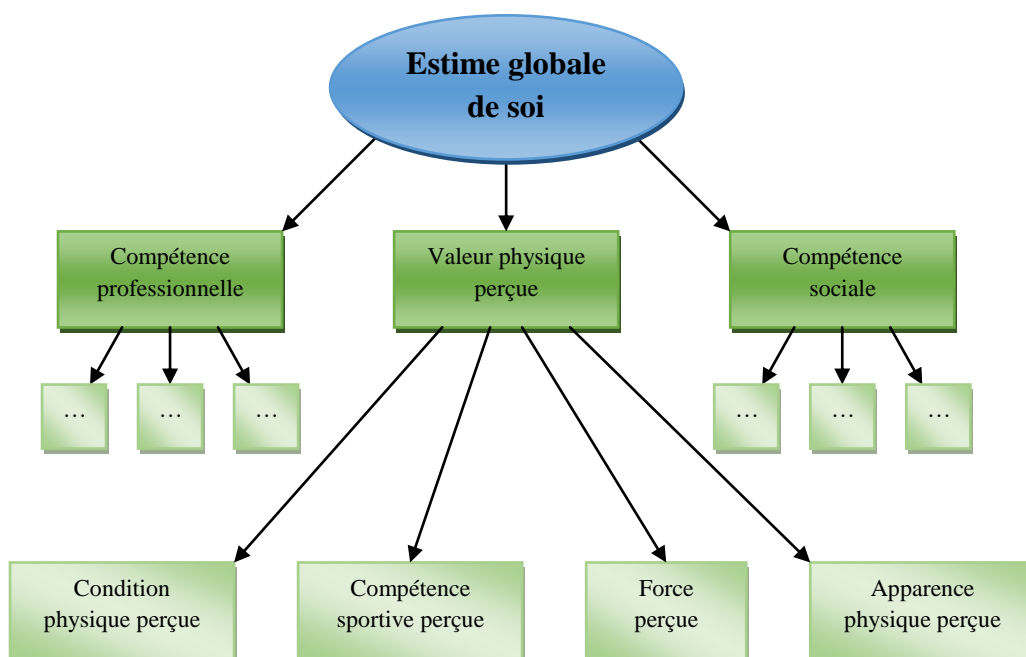 Estime globale
de soi
Compétence
professionnelle
Valeur physique
perçue
Compétence
sociale
…
…
…
…
…
…
Condition
physique perçue
Compétence
sportive perçue
Force
perçue
Apparence
physique perçue